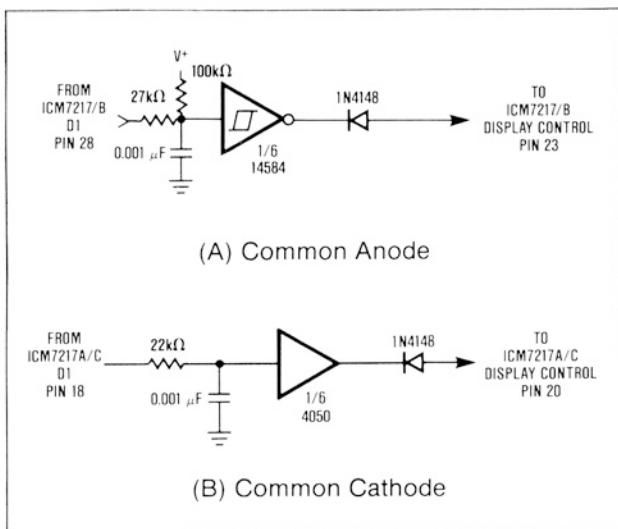 V⁺
FROM
ICM7217/B
D1
PIN 28
27kΩ
100kΩ
0.001 µF
1/6
14584
1N4148
TO
ICM7217/B
DISPLAY CONTROL
PIN 23
(A) Common Anode
FROM
ICM7217A/C
D1
PIN 18
22kΩ
0.001 µF
1/6
4050
1N4148
TO
ICM7217A/C
DISPLAY CONTROL
PIN 20
(B) Common Cathode